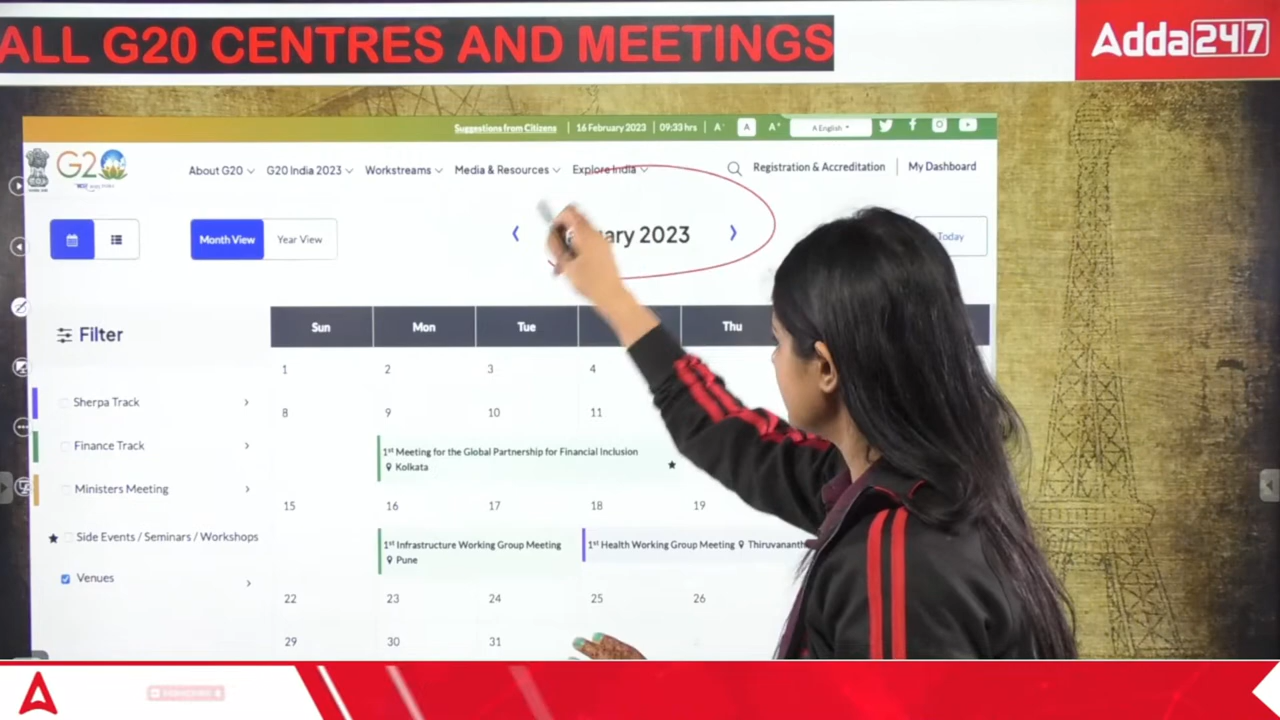 ALL G20 CENTRES AND MEETINGS
Adda247
Suggestions from Citizens | 16 February 2023 | 09:33 hrs | A- A A+ A English
G20
About G20 G20 India 2023 Workstreams Media & Resources Explore India Registration & Accreditation | My Dashboard
Month View Year View 2023 Today
Filter
Sun Mon Tue Thu
1 2 3 4
Sherpa Track
8 9 10 11
Finance Track
1st Meeting for the Global Partnership for Financial Inclusion
Kolkata
Ministers Meeting
15 16 17 18 19
Side Events / Seminars / Workshops
1st Infrastructure Working Group Meeting
Pune
1st Health Working Group Meeting
Venues
22 23 24 25 26
29 30 31